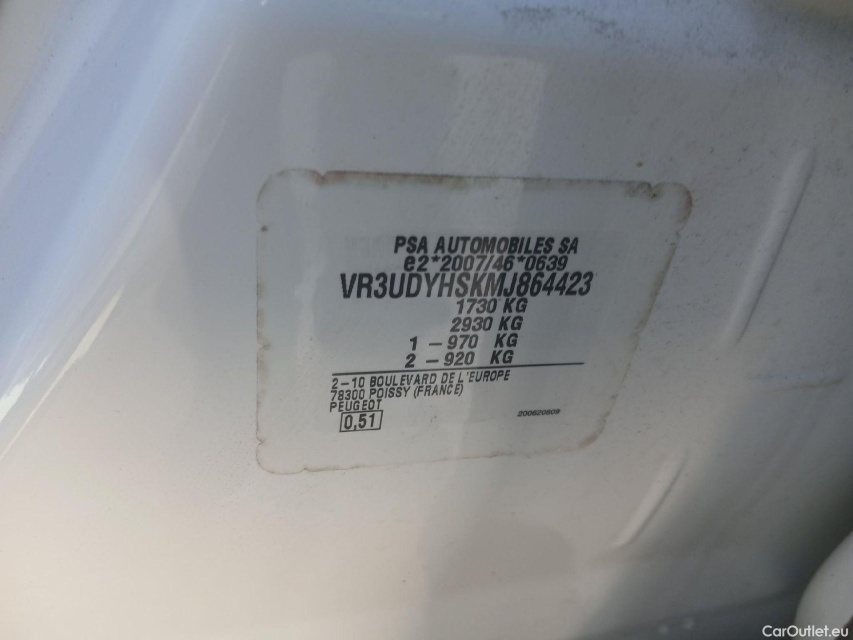 PSA AUTOMOBILES SA
e2*2007/46*0639
VR3UDYHSKMJ864423
1730 KG
2930 KG
1 – 970 KG
2 – 920 KG
2–10 BOULEVARD DE L'EUROPE
78300 POISSY (FRANCE)
PEUGEOT
0,51
200620809
CarOutlet.eu